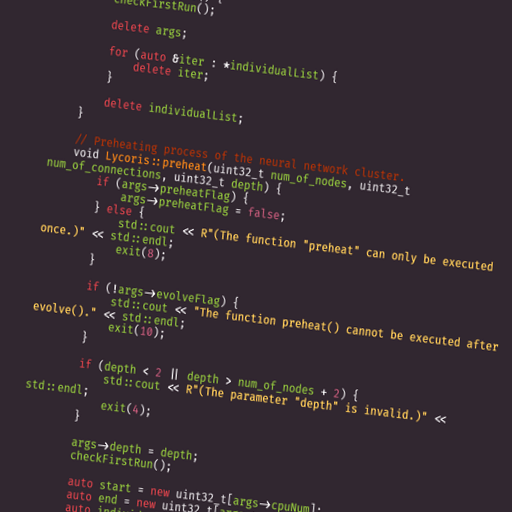 checkFirstRun();
delete args;
for (auto &iter : *individualList) {
delete iter;
}
delete individualList;
}
// Preheating process of the neural network cluster.
void Lycoris::preheat(uint32_t num_of_nodes, uint32_t
num_of_connections, uint32_t depth) {
if (args->preheatFlag) {
args->preheatFlag = false;
} else {
std::cout << R"(The function "preheat" can only be executed
once.)" << std::endl;
exit(8);
}
if (!args->evolveFlag) {
std::cout << "The function preheat() cannot be executed after
evolve()." << std::endl;
exit(10);
}
if (depth < 2 || depth > num_of_nodes + 2) {
std::cout << R"(The parameter "depth" is invalid.)" <<
std::endl;
exit(4);
}
args->depth = depth;
checkFirstRun();
auto start = new uint32_t[args->cpuNum];
auto end = new uint32_t